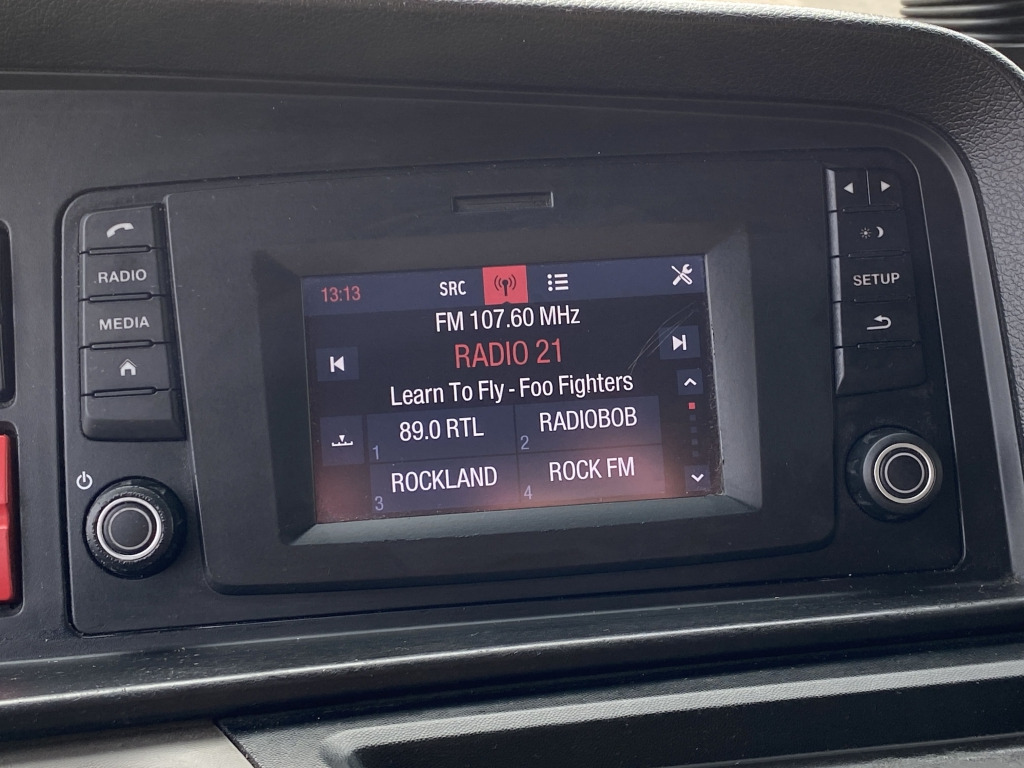 RADIO
MEDIA
SETUP
13:13 SRC
FM 107.60 MHz
RADIO 21
Learn To Fly - Foo Fighters
1 89.0 RTL 2 RADIOBOB
3 ROCKLAND 4 ROCK FM